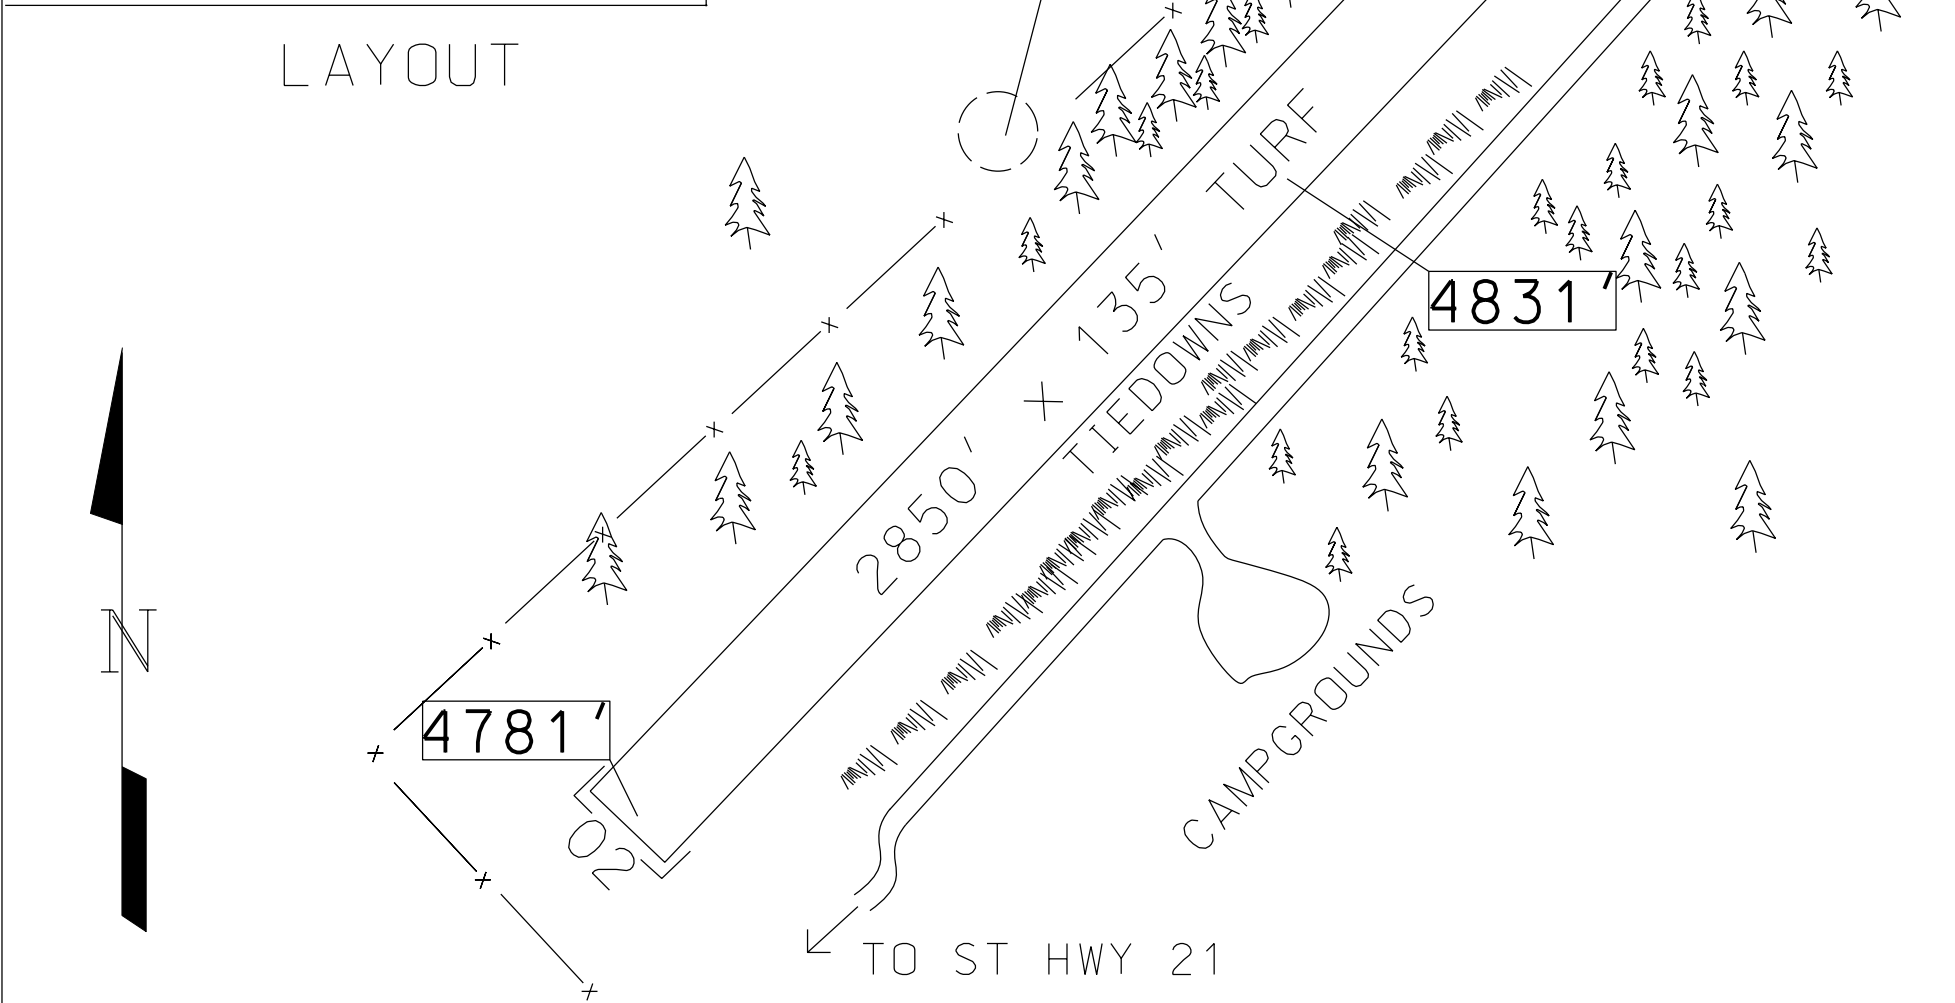 LAYOUT
2850' X 135' TURF
4831'
TIEDOWNS
N
4781'
CAMPGROUNDS
02
TO ST HWY 21